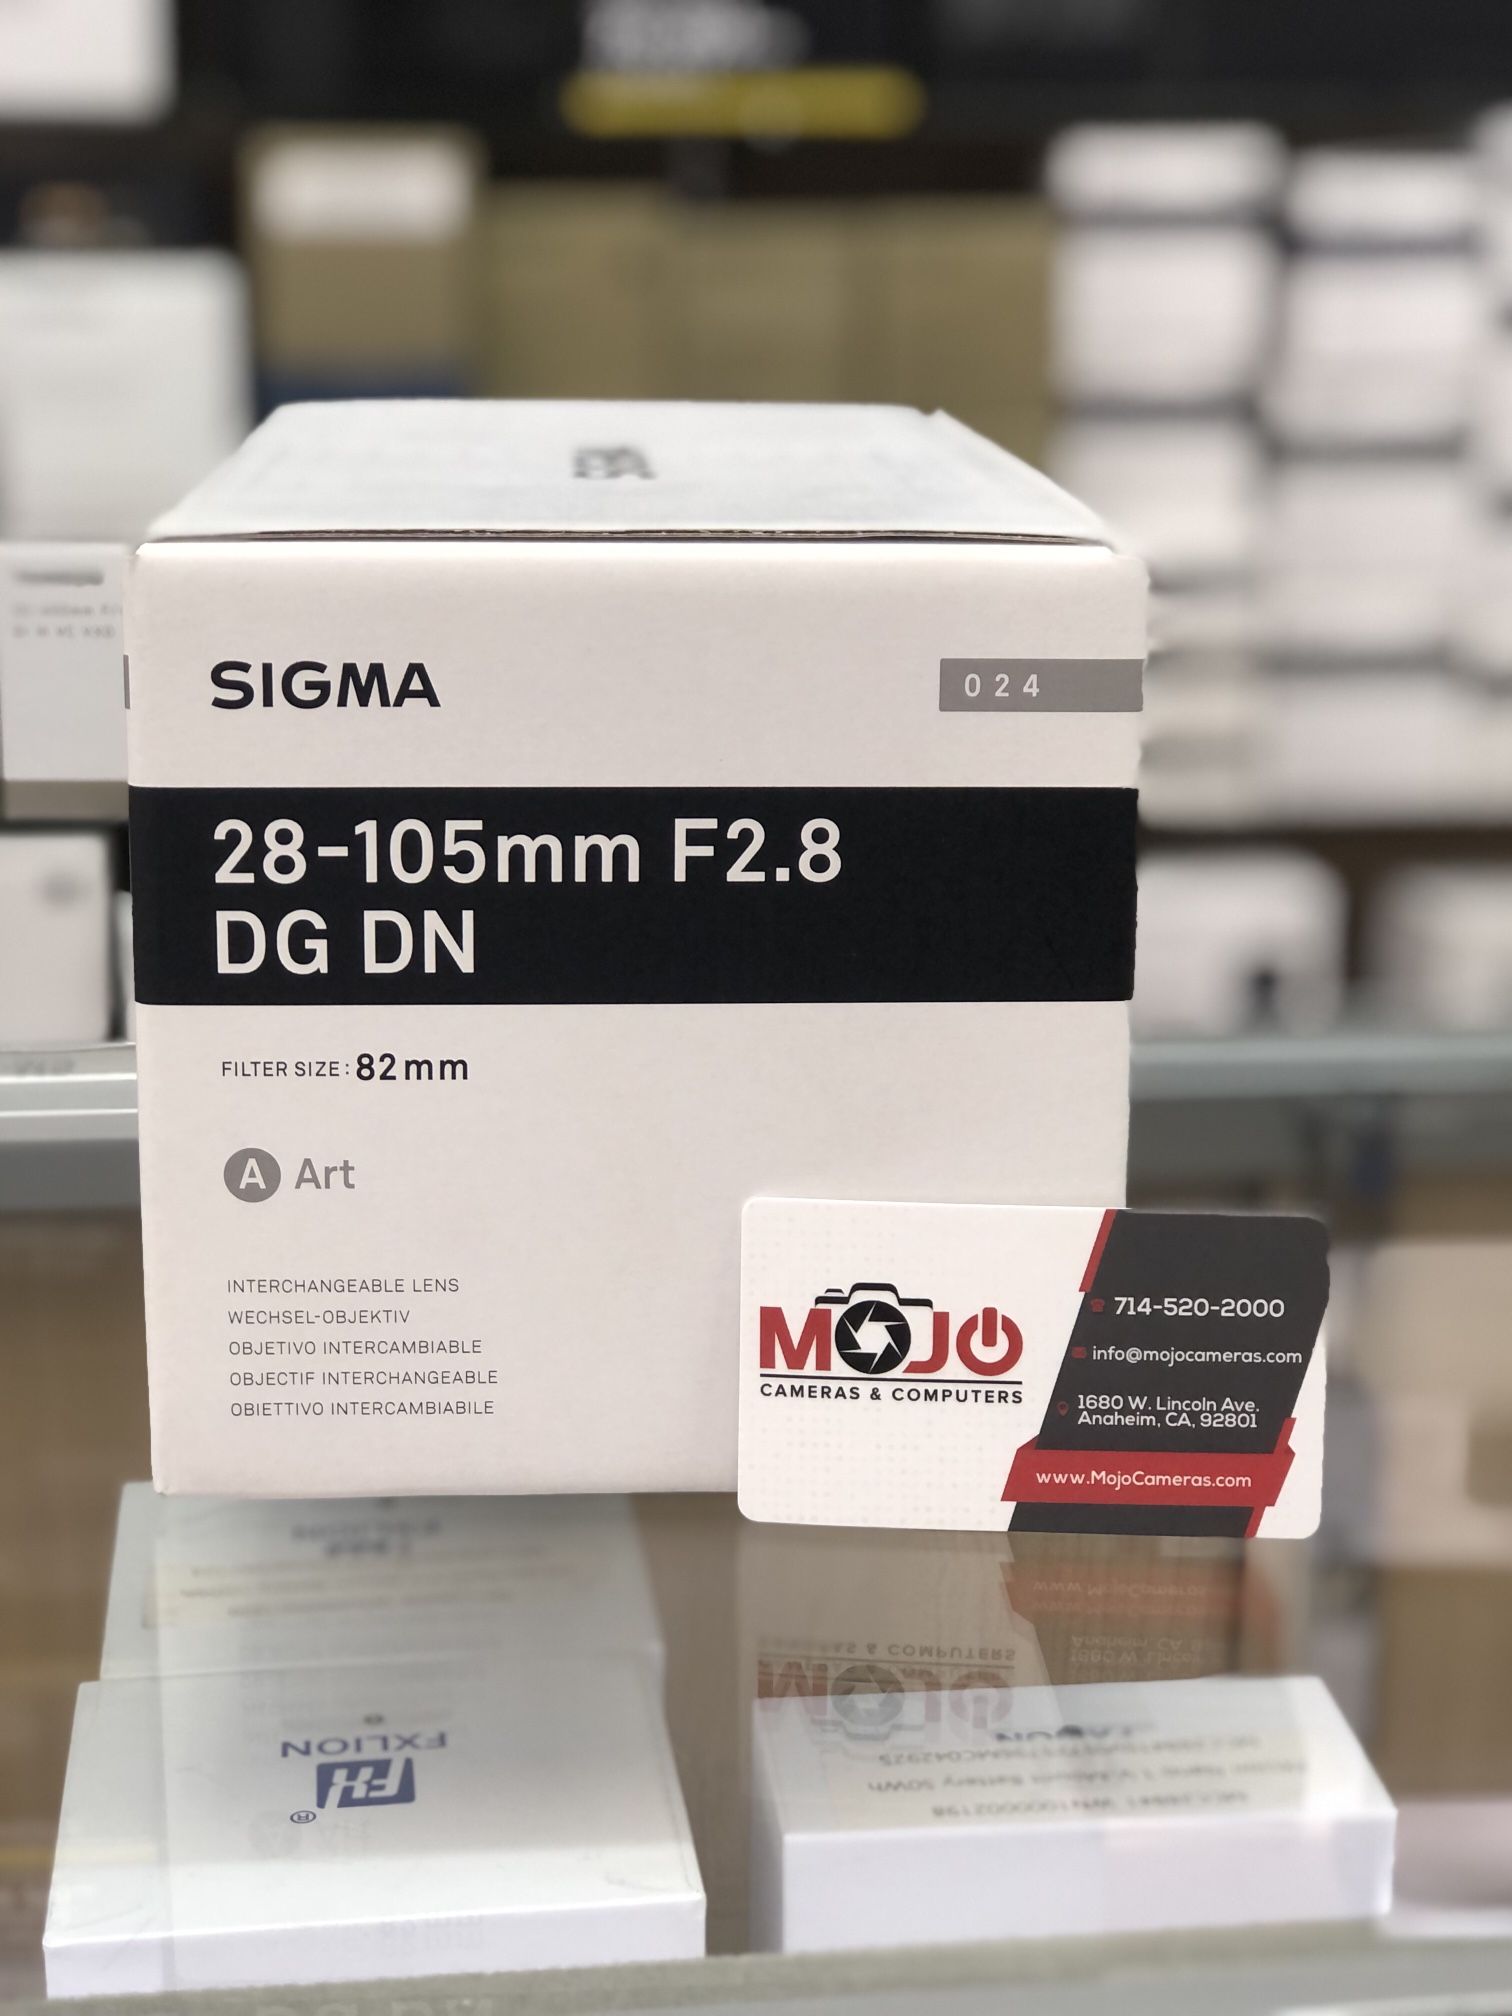 SIGMA
024
28-105mm F2.8
DG DN
FILTER SIZE: 82mm
A Art
INTERCHANGEABLE LENS
WECHSEL-OBJEKTIV
OBJETIVO INTERCAMBIABLE
OBJECTIF INTERCHANGEABLE
OBIETTIVO INTERCAMBIABILE
MOJO
CAMERAS & COMPUTERS
714-520-2000
info@mojocameras.com
1680 W. Lincoln Ave.
Anaheim, CA, 92801
www.MojoCameras.com
FXLION
FX®